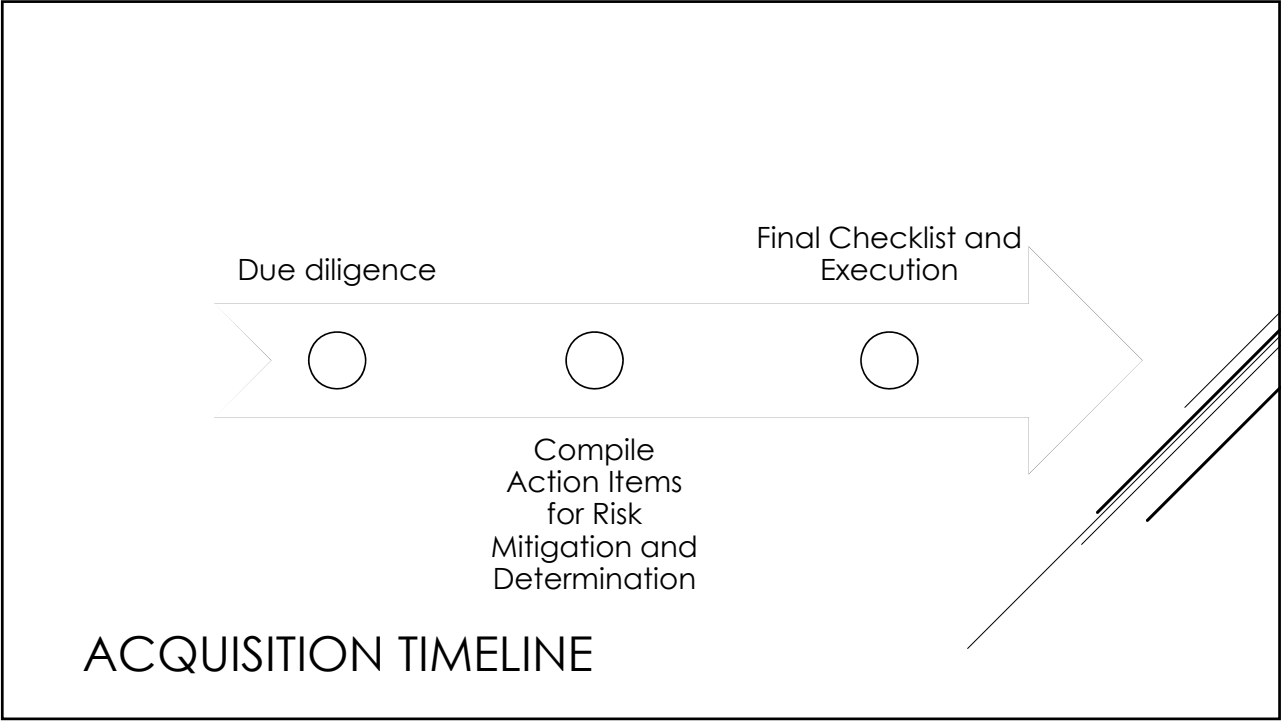 Due diligence
Final Checklist and
Execution
Compile
Action Items
for Risk
Mitigation and
Determination
ACQUISITION TIMELINE